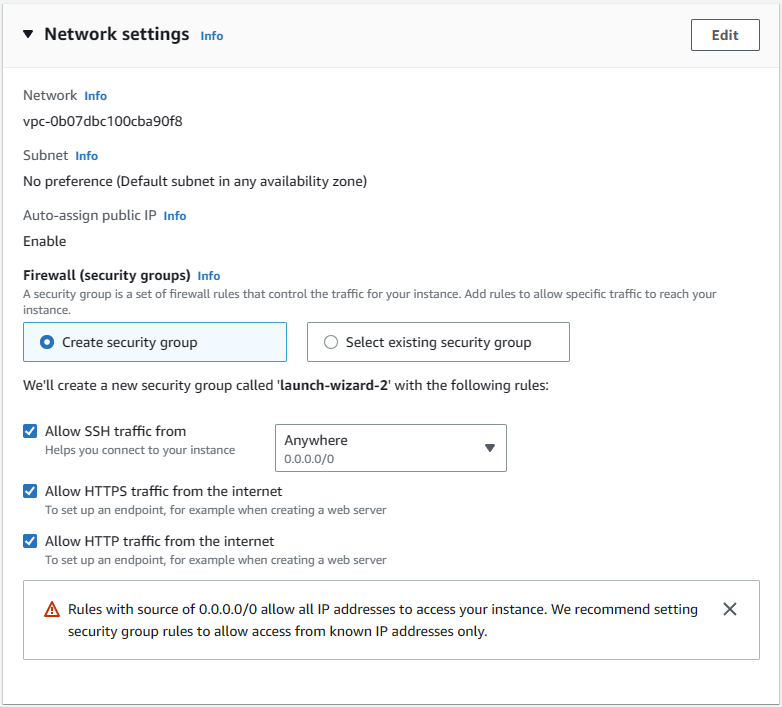 Network settings Info
Edit
Network Info
vpc-0b07dbc100cba90f8
Subnet Info
No preference (Default subnet in any availability zone)
Auto-assign public IP Info
Enable
Firewall (security groups) Info
A security group is a set of firewall rules that control the traffic for your instance. Add rules to allow specific traffic to reach your
instance.
Create security group
Select existing security group
We'll create a new security group called 'launch-wizard-2' with the following rules:
Allow SSH traffic from
Helps you connect to your instance
Anywhere
0.0.0.0/0
Allow HTTPS traffic from the internet
To set up an endpoint, for example when creating a web server
Allow HTTP traffic from the internet
To set up an endpoint, for example when creating a web server
Rules with source of 0.0.0.0/0 allow all IP addresses to access your instance. We recommend setting
security group rules to allow access from known IP addresses only.